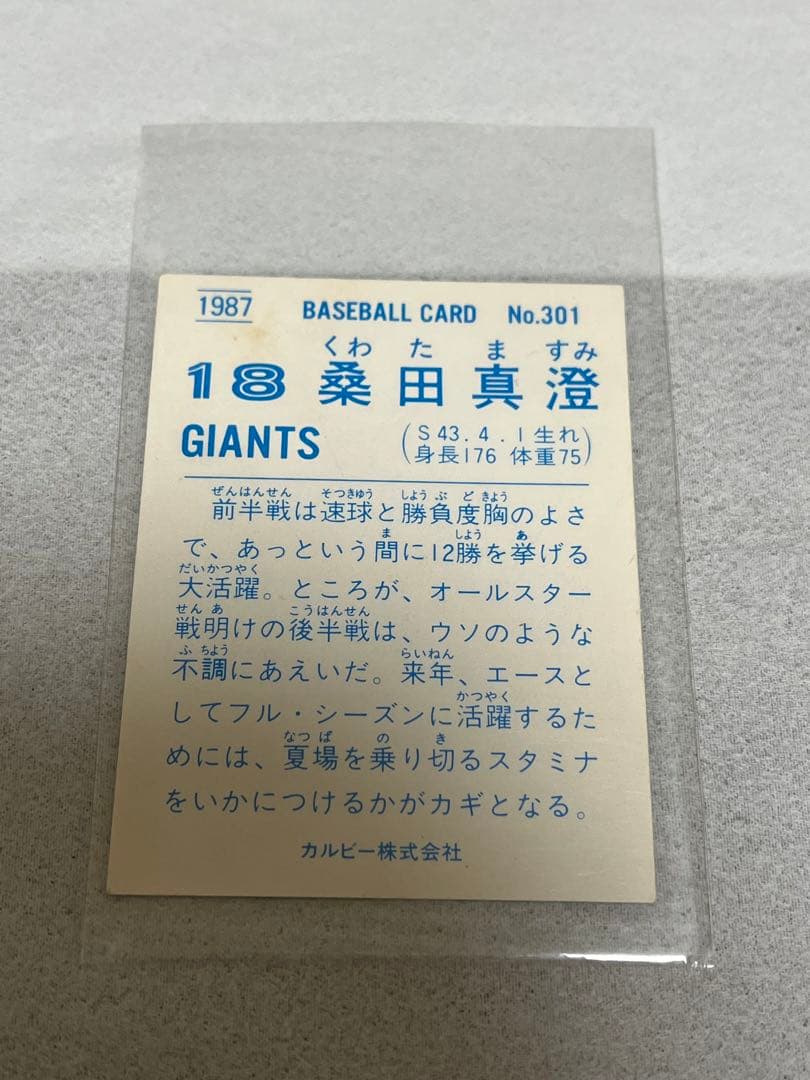 1987 BASEBALL CARD No.301
くわ た ま すみ
18 桑田真澄
GIANTS (S43.4.1生れ
身長176 体重75)
ぜんはんせん そつきゅう しようぶ ど きよう
前半戦は速球と勝負度胸のよさ
ま しよう あ
で、あっという間に12勝を挙げる
だいかつやく
大活躍。ところが、オールスター
せん あ こうはんせん
戦明けの後半戦は、ウソのような
ふ ちよう らいねん
不調にあえいだ。来年、エースと
かつやく
してフル・シーズンに活躍するた
なつ ば の き
めには、夏場を乗り切るスタミナ
をいかにつけるかがカギとなる。
カルビー株式会社